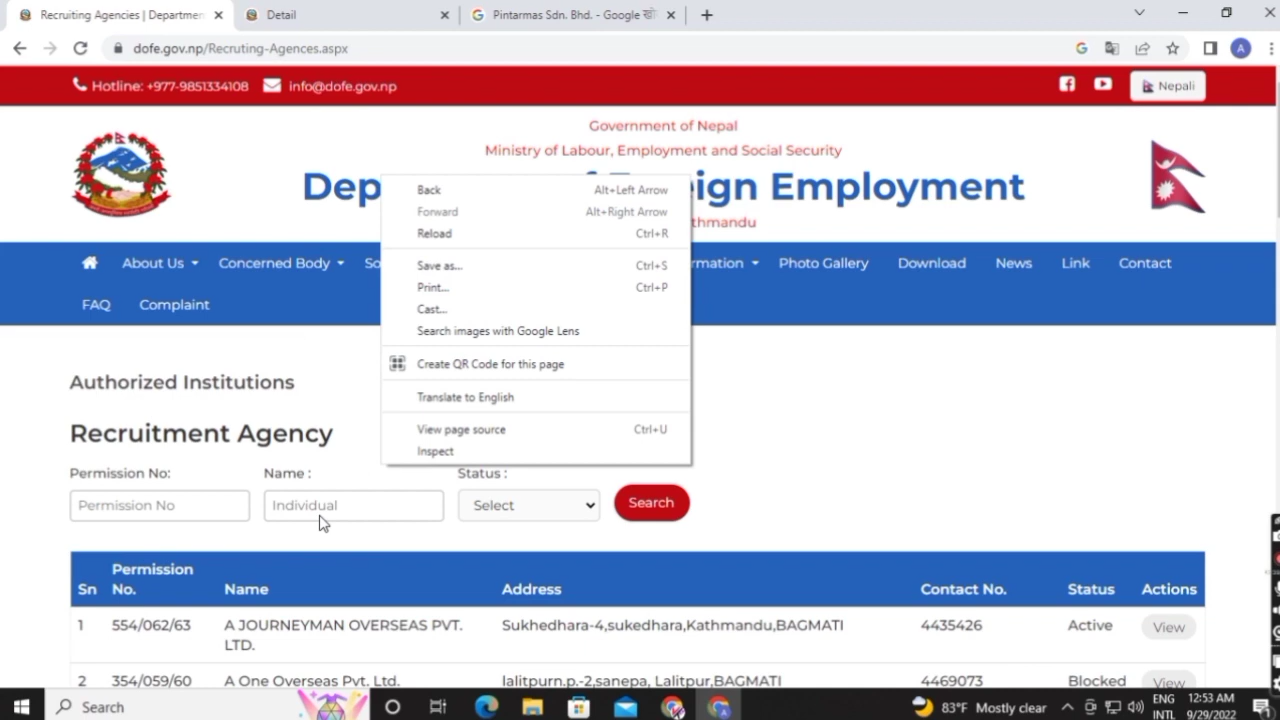 Recruiting Agencies | Departmen
Detail
Pintarmas Sdn. Bhd. - Google खो
dofe.gov.np/Recruting-Agences.aspx
A
Hotline: +977-9851334108
info@dofe.gov.np
Nepali
Government of Nepal
Ministry of Labour, Employment and Social Security
Dep
eign Employment
thmandu
About Us
Concerned Body
So
rmation
Photo Gallery
Download
News
Link
Contact
FAQ
Complaint
Back Alt+Left Arrow
Forward Alt+Right Arrow
Reload Ctrl+R
Save as... Ctrl+S
Print... Ctrl+P
Cast...
Search images with Google Lens
Create QR Code for this page
Translate to English
View page source Ctrl+U
Inspect
Authorized Institutions
Recruitment Agency
Permission No: Name : Status :
Permission No Individual Select Search
Sn Permission No. Name Address Contact No. Status Actions
1 554/062/63 A JOURNEYMAN OVERSEAS PVT. LTD. Sukhedhara-4,sukedhara,Kathmandu,BAGMATI 4435426 Active View
2 354/059/60 A One Overseas Pvt. Ltd. lalitpurn.p.-2,sanepa, Lalitpur,BAGMATI 4469073 Blocked View
Search
83°F Mostly clear
ENG
INTL
12:53 AM
9/29/2022